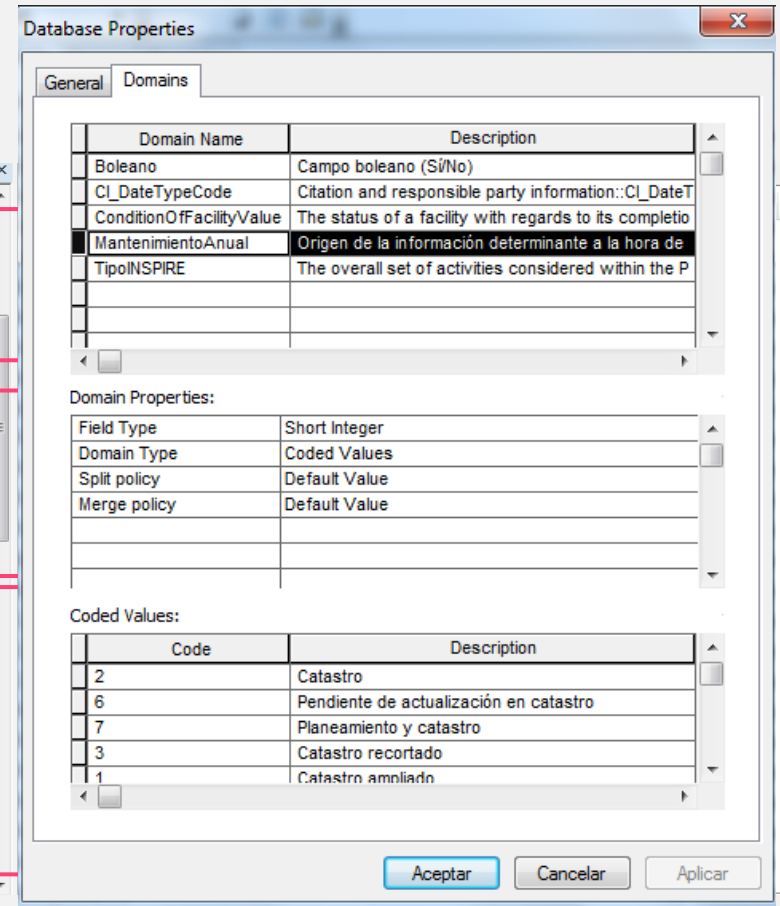 Database Properties
General Domains
Domain Name Description
Boleano Campo boleano (Sí/No)
CI_DateTypeCode Citation and responsible party information::CI_DateT
ConditionOfFacilityValue The status of a facility with regards to its completio
MantenimientoAnual Origen de la información determinante a la hora de
TipoINSPIRE The overall set of activities considered within the P
Domain Properties:
Field Type Short Integer
Domain Type Coded Values
Split policy Default Value
Merge policy Default Value
Coded Values:
Code Description
2 Catastro
6 Pendiente de actualización en catastro
7 Planeamiento y catastro
3 Catastro recortado
1 Catastro ampliado
Aceptar Cancelar Aplicar